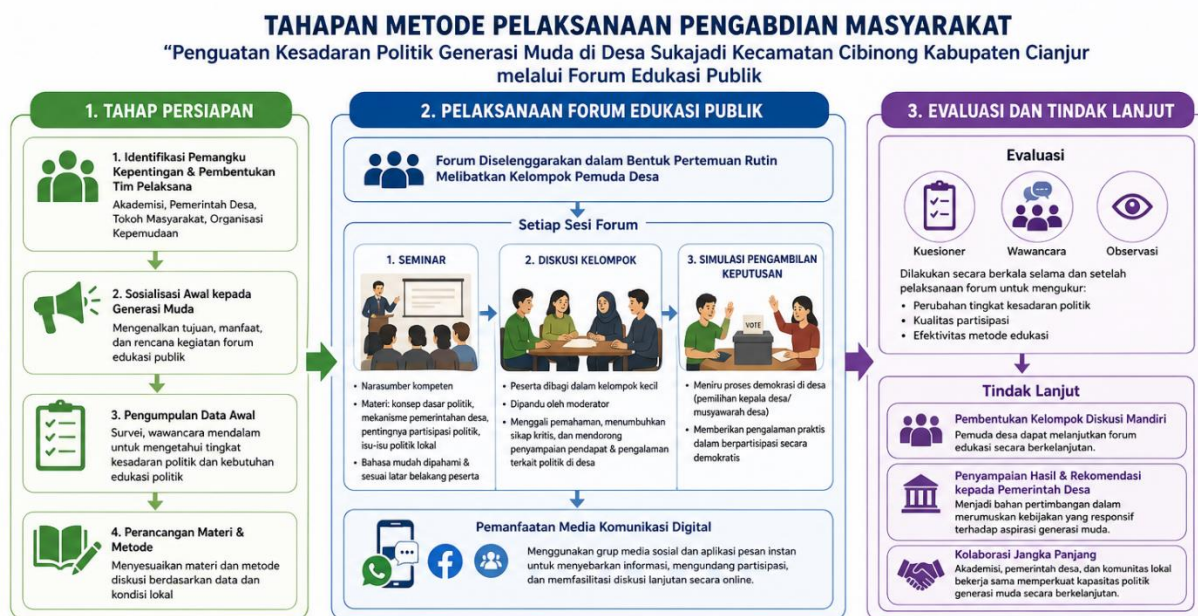 TAHAPAN METODE PELAKSANAAN PENGABDIAN MASYARAKAT
“Penguatan Kesadaran Politik Generasi Muda di Desa Sukajadi Kecamatan Cibinong Kabupaten Cianjur
melalui Forum Edukasi Publik
1. TAHAP PERSIAPAN
1. Identifikasi Pemangku
Kepentingan & Pembentukan
Tim Pelaksana
Akademisi, Pemerintah Desa,
Tokoh Masyarakat, Organisasi
Kepemudaan
2. Sosialisasi Awal kepada
Generasi Muda
Mengenalkan tujuan, manfaat,
dan rencana kegiatan forum
edukasi publik
3. Pengumpulan Data Awal
Survei, wawancara mendalam
untuk mengetahui tingkat
kesadaran politik dan kebutuhan
edukasi politik
4. Perancangan Materi &
Metode
Menyesuaikan materi dan metode
diskusi berdasarkan data dan
kondisi lokal
2. PELAKSANAAN FORUM EDUKASI PUBLIK
Forum Diselenggarakan dalam Bentuk Pertemuan Rutin
Melibatkan Kelompok Pemuda Desa
Setiap Sesi Forum
1. SEMINAR
• Narasumber kompeten
• Materi: konsep dasar politik,
mekanisme pemerintahan desa,
pentingnya partisipasi politik,
isu-isu politik lokal
• Bahasa mudah dipahami &
sesuai latar belakang peserta
2. DISKUSI KELOMPOK
• Peserta dibagi dalam kelompok kecil
• Dipandu oleh moderator
• Menggali pemahaman, menumbuhkan
sikap kritis, dan mendorong
penyampaian pendapat & pengalaman
terkait politik di desa
3. SIMULASI PENGAMBILAN
KEPUTUSAN
VOTE
• Meniru proses demokrasi di desa
(pemilihan kepala desa/
musyawarah desa)
• Memberikan pengalaman praktis
dalam berpartisipasi secara
demokratis
Pemanfaatan Media Komunikasi Digital
Menggunakan grup media sosial dan aplikasi pesan instan
untuk menyebarkan informasi, mengundang partisipasi,
dan memfasilitasi diskusi lanjutan secara online.
3. EVALUASI DAN TINDAK LANJUT
Evaluasi
Kuesioner
Wawancara
Observasi
Dilakukan secara berkala selama dan setelah
pelaksanaan forum untuk mengukur:
• Perubahan tingkat kesadaran politik
• Kualitas partisipasi
• Efektivitas metode edukasi
Tindak Lanjut
Pembentukan Kelompok Diskusi Mandiri
Pemuda desa dapat melanjutkan forum
edukasi secara berkelanjutan.
Penyampaian Hasil & Rekomendasi
kepada Pemerintah Desa
Menjadi bahan pertimbangan dalam
merumuskan kebijakan yang responsif
terhadap aspirasi generasi muda.
Kolaborasi Jangka Panjang
Akademisi, pemerintah desa, dan komunitas lokal
bekerja sama memperkuat kapasitas politik
generasi muda secara berkelanjutan.